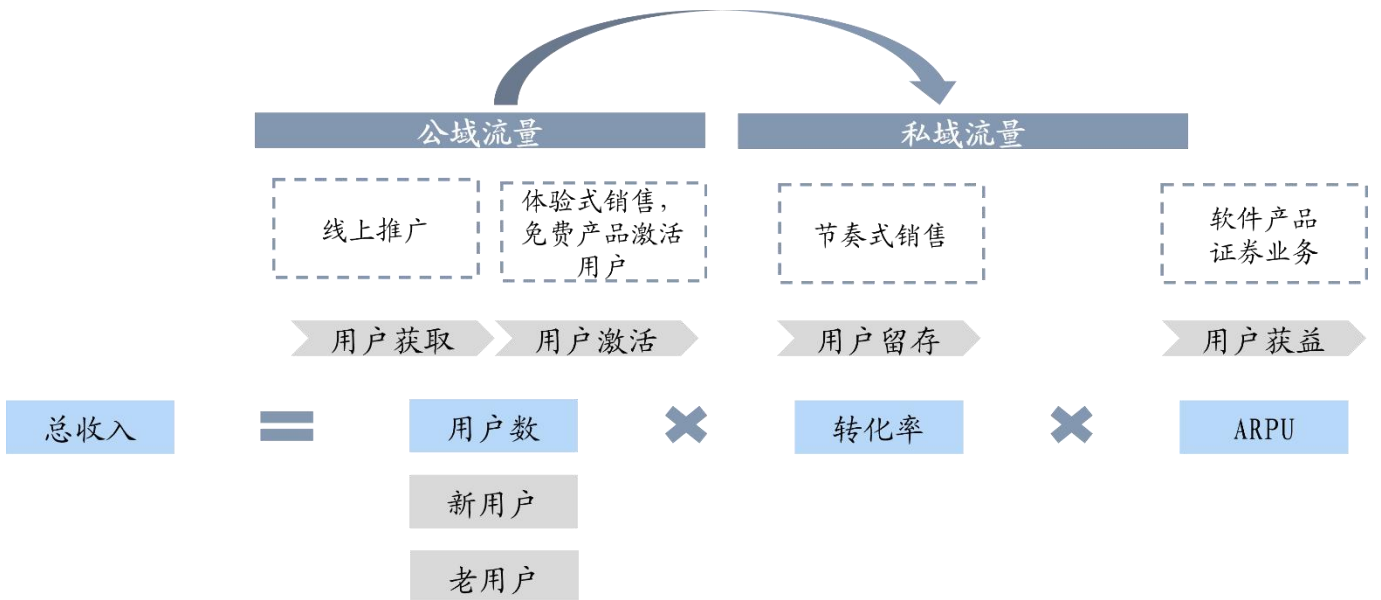 公域流量
私域流量
线上推广
体验式销售，
免费产品激活
用户
节奏式销售
软件产品
证券业务
用户获取
用户激活
用户留存
用户获益
总收入
用户数
转化率
ARPU
新用户
老用户